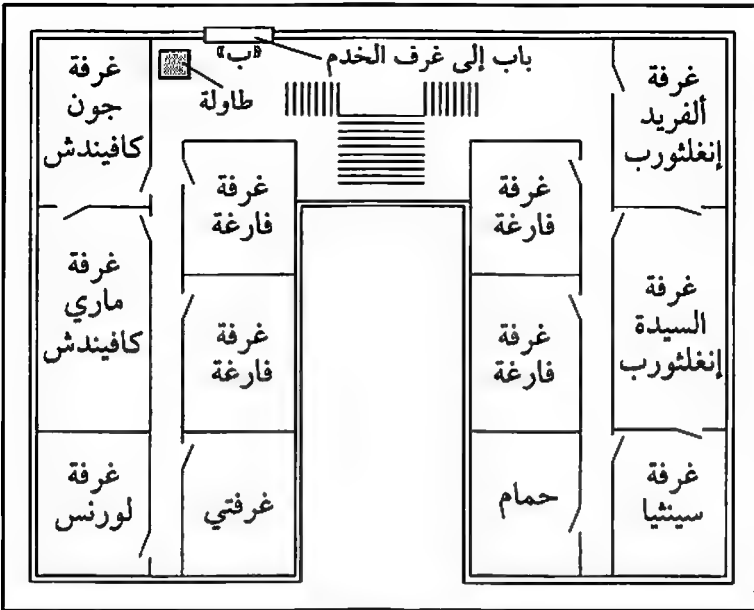 باب إلى غرف الخدم
«ب»
طاولة
غرفة
ألفريد
إنغلثورب
غرفة
السيدة
إنغلثورب
غرفة
سينثيا
غرفة
فارغة
غرفة
فارغة
حمام
غرفة
فارغة
غرفة
فارغة
غرفتي
غرفة
جون
كافيندش
غرفة
ماري
كافيندش
غرفة
لورنس